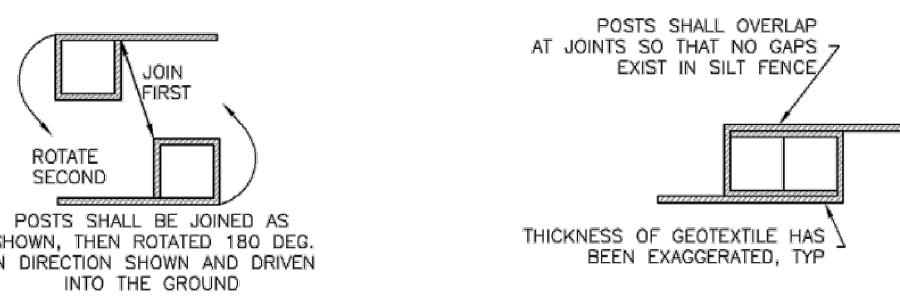 POSTS SHALL OVERLAP
AT JOINTS SO THAT NO GAPS
EXIST IN SILT FENCE
JOIN
FIRST
ROTATE
SECOND
POSTS SHALL BE JOINED AS
SHOWN, THEN ROTATED 180 DEG.
N DIRECTION SHOWN AND DRIVEN
INTO THE GROUND
THICKNESS OF GEOTEXTILE HAS
BEEN EXAGGERATED, TYP